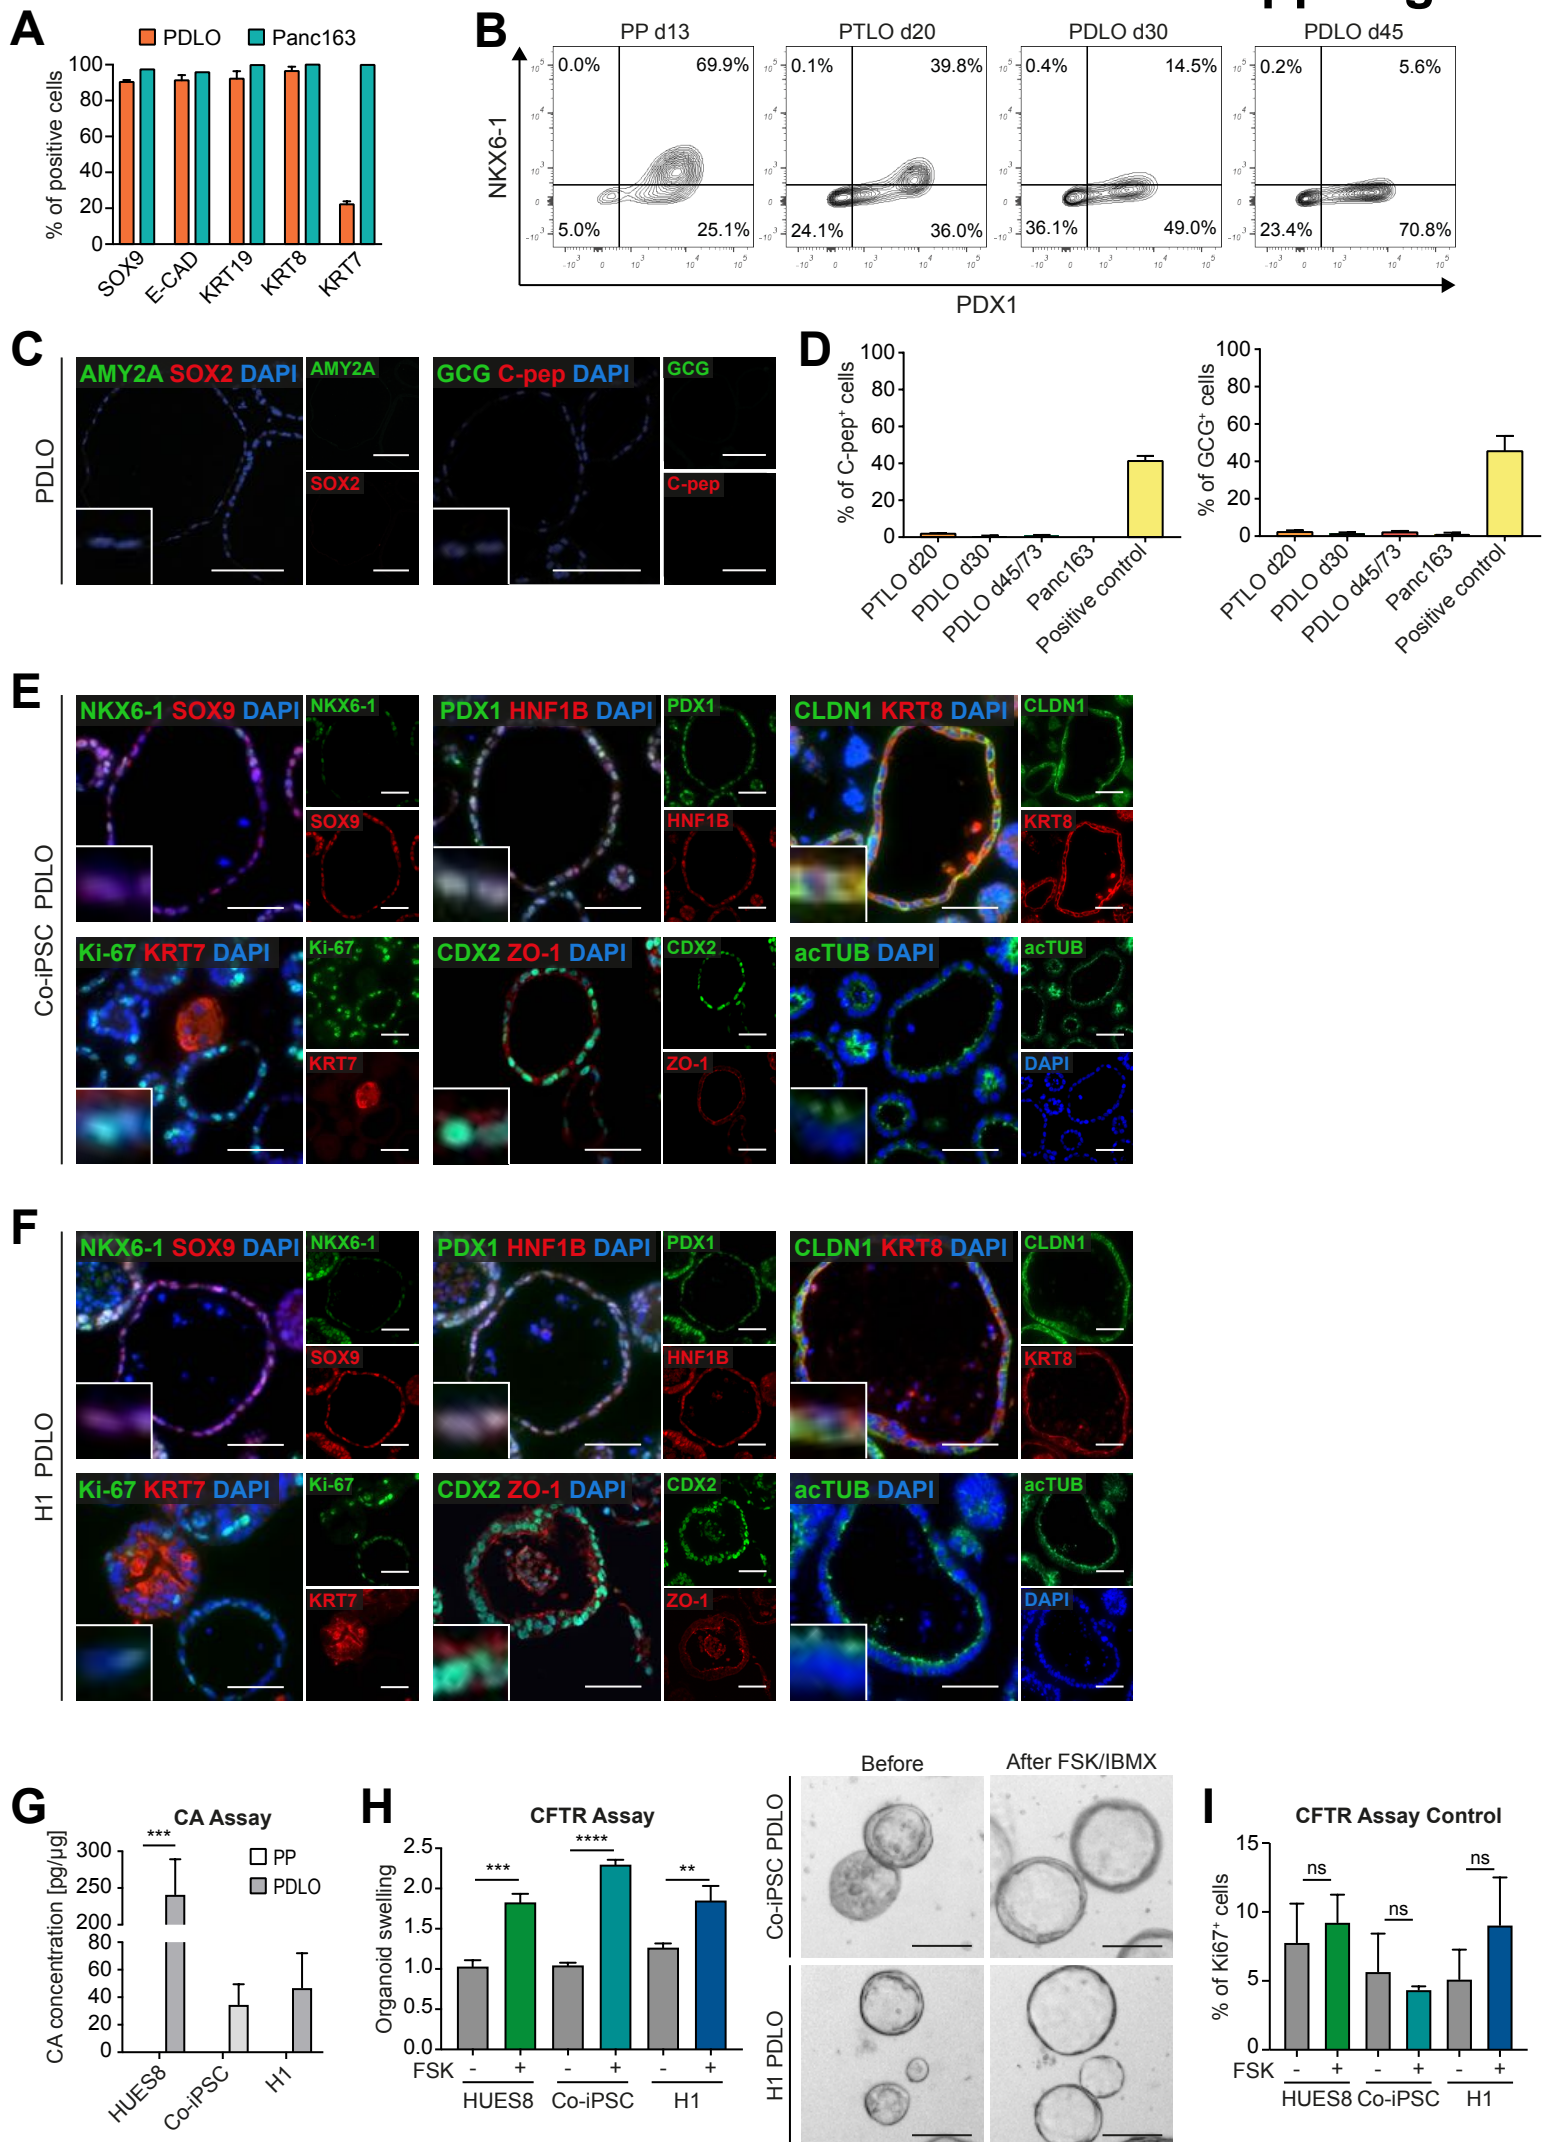 A
PDLO
Panc163
% of positive cells
100
80
60
40
20
0
SOX9
E-CAD
KRT19
KRT8
KRT7
B
PP d13
PTLO d20
PDLO d30
PDLO d45
NKX6-1
0.0% 69.9%
5.0% 25.1%
0.1% 39.8%
24.1% 36.0%
0.4% 14.5%
36.1% 49.0%
0.2% 5.6%
23.4% 70.8%
PDX1
C
PDLO
AMY2A SOX2 DAPI
AMY2A
SOX2
GCG C-pep DAPI
GCG
C-pep
D
% of C-pep⁺ cells
100
80
60
40
20
0
PTLO d20
PDLO d30
PDLO d45/73
Panc163
Positive control
% of GCG⁺ cells
100
80
60
40
20
0
PTLO d20
PDLO d30
PDLO d45/73
Panc163
Positive control
E
Co-iPSC PDLO
NKX6-1 SOX9 DAPI
NKX6-1
SOX9
PDX1 HNF1B DAPI
PDX1
HNF1B
CLDN1 KRT8 DAPI
CLDN1
KRT8
Ki-67 KRT7 DAPI
Ki-67
KRT7
CDX2 ZO-1 DAPI
CDX2
ZO-1
acTUB DAPI
acTUB
DAPI
F
H1 PDLO
NKX6-1 SOX9 DAPI
NKX6-1
SOX9
PDX1 HNF1B DAPI
PDX1
HNF1B
CLDN1 KRT8 DAPI
CLDN1
KRT8
Ki-67 KRT7 DAPI
Ki-67
KRT7
CDX2 ZO-1 DAPI
CDX2
ZO-1
acTUB DAPI
acTUB
DAPI
G
CA Assay
CA concentration [pg/µg]
300
250
200
80
60
40
20
0
***
PP
PDLO
HUES8
Co-iPSC
H1
H
CFTR Assay
Organoid swelling
2.5
2.0
1.5
1.0
0.5
0.0
***
****
**
FSK - + - + - +
HUES8 Co-iPSC H1
Before
After FSK/IBMX
Co-iPSC PDLO
H1 PDLO
I
CFTR Assay Control
% of Ki67⁺ cells
15
10
5
0
ns
ns
ns
FSK - + - + - +
HUES8 Co-iPSC H1